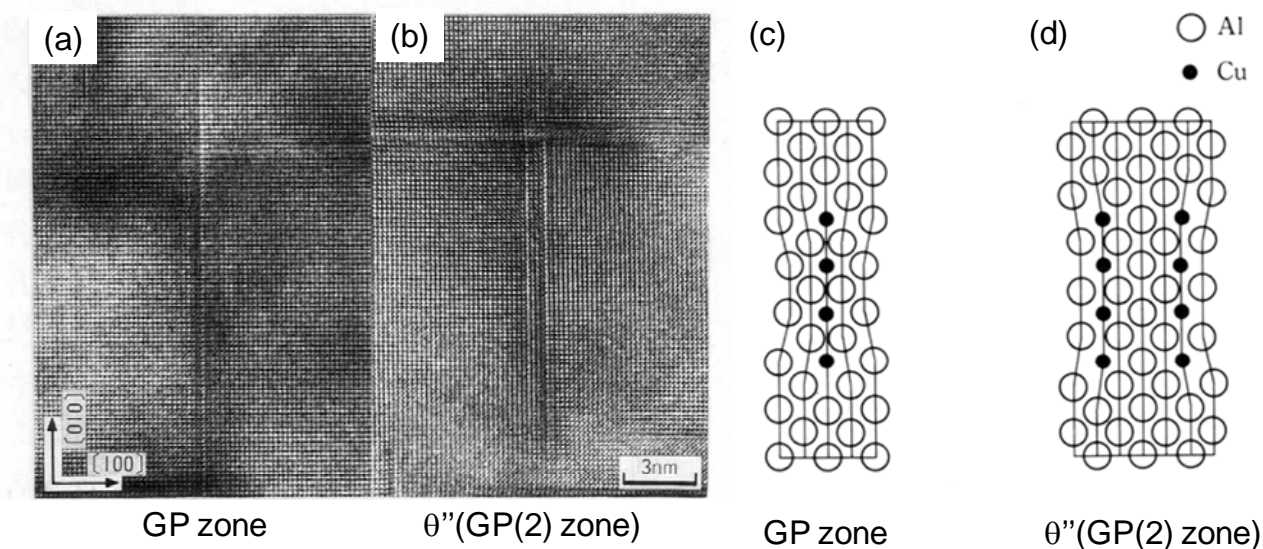 (a)
(b)
(c)
(d)
Al
Cu
[010]
[100]
3nm
GP zone
θ”(GP(2) zone)
GP zone
θ”(GP(2) zone)